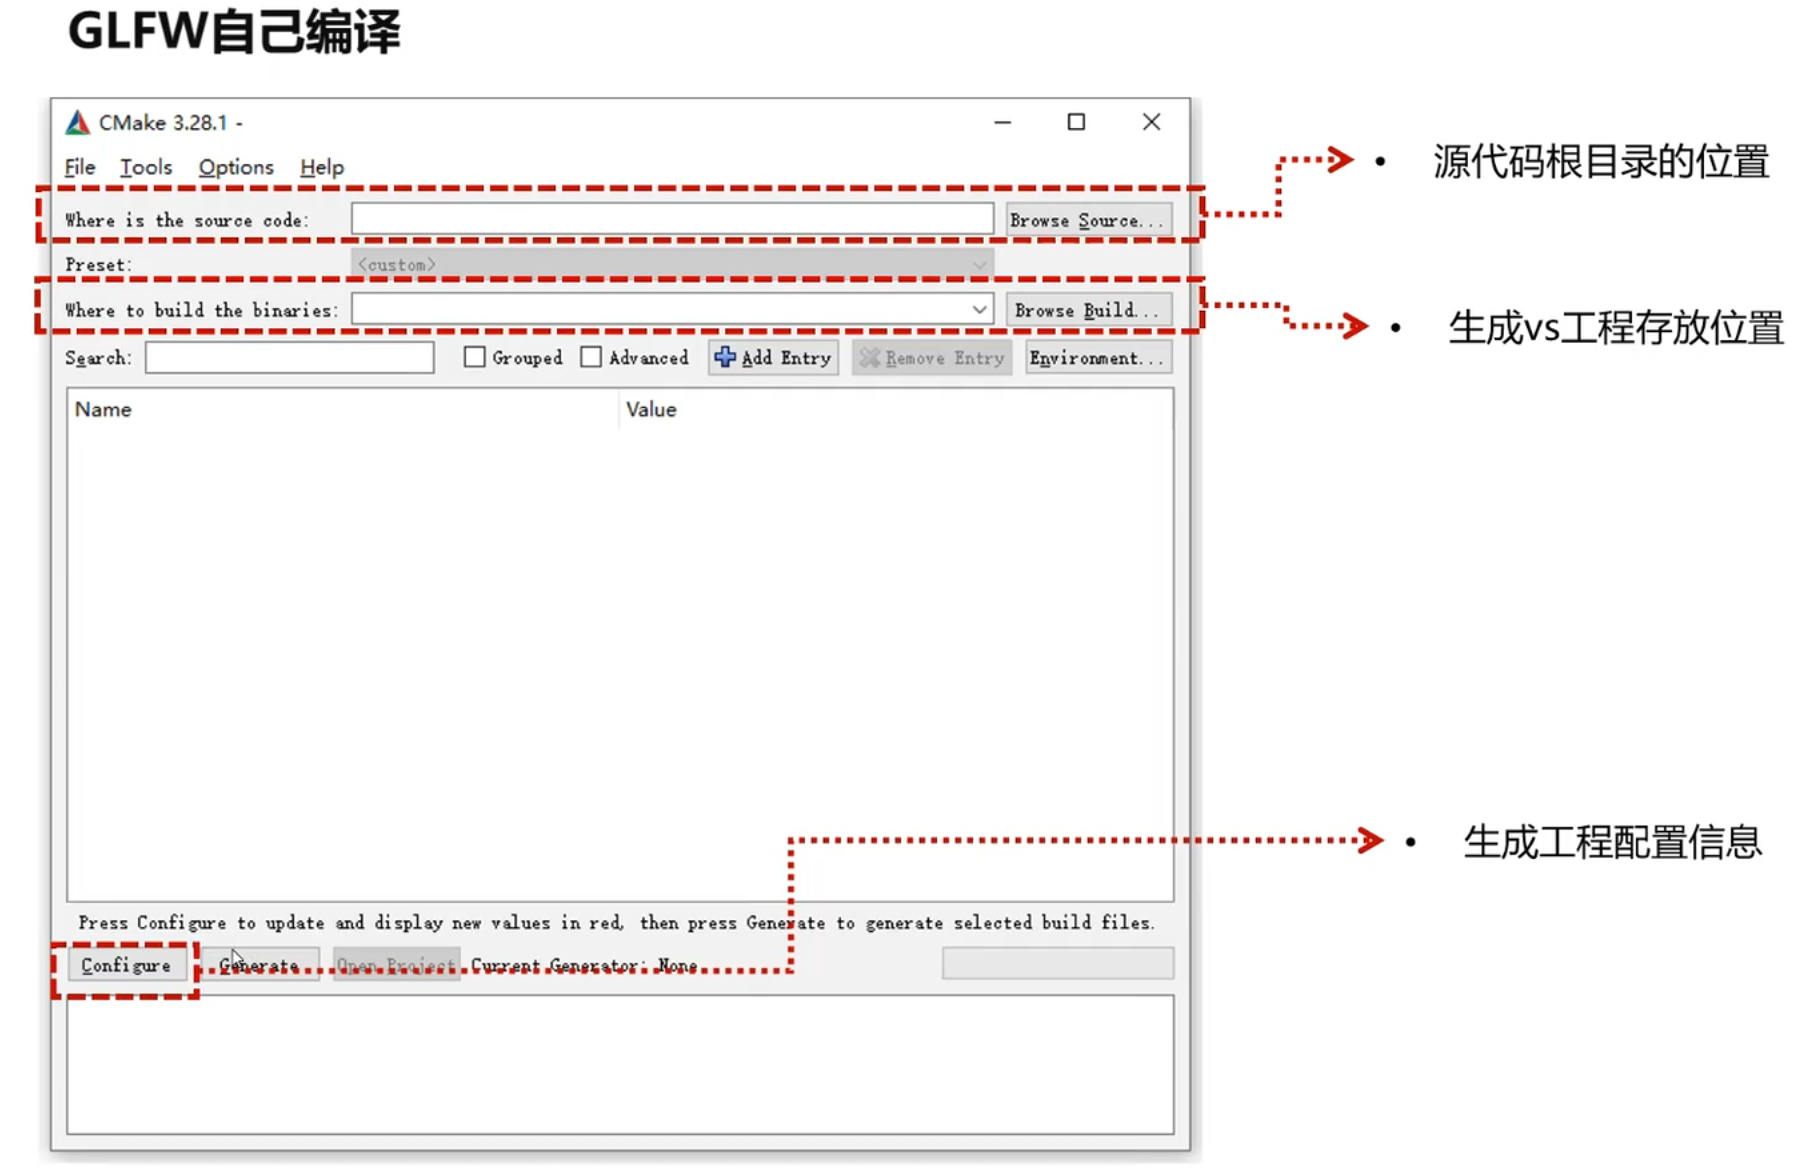 GLFW自己编译
CMake 3.28.1 -
File Tools Options Help
• 源代码根目录的位置
Where is the source code: Browse Source...
Preset: <custom>
Where to build the binaries: Browse Build...
• 生成vs工程存放位置
Search: Grouped Advanced Add Entry Remove Entry Environment...
Name Value
• 生成工程配置信息
Press Configure to update and display new values in red, then press Generate to generate selected build files.
Configure Generate Open Project Current Generator: None